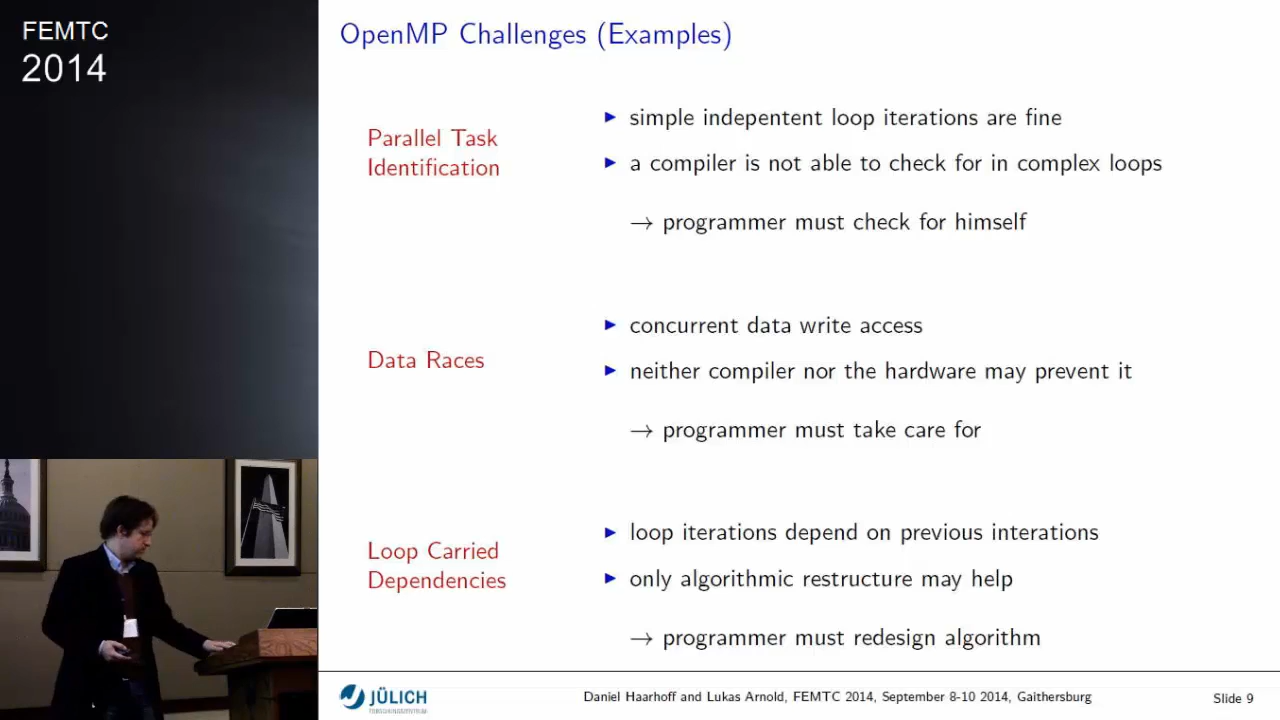 FEMTC
2014
OpenMP Challenges (Examples)
Parallel Task
Identification
▶ simple indepentent loop iterations are fine
▶ a compiler is not able to check for in complex loops
→ programmer must check for himself
Data Races
▶ concurrent data write access
▶ neither compiler nor the hardware may prevent it
→ programmer must take care for
Loop Carried
Dependencies
▶ loop iterations depend on previous interations
▶ only algorithmic restructure may help
→ programmer must redesign algorithm
JÜLICH
FORSCHUNGSZENTRUM
Daniel Haarhoff and Lukas Arnold, FEMTC 2014, September 8-10 2014, Gaithersburg
Slide 9